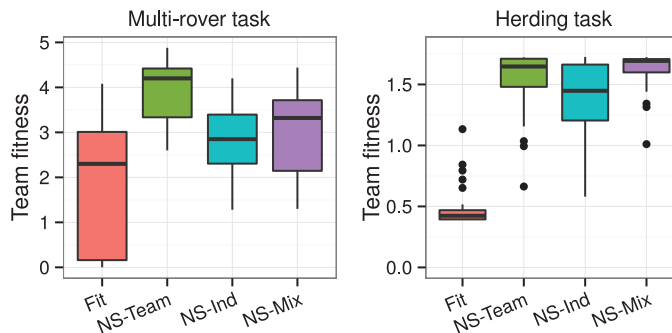 Multi-rover task
Team fitness
5
4
3
2
1
0
Fit
NS-Team
NS-Ind
NS-Mix
Herding task
Team fitness
1.5
1.0
0.5
0.0
Fit
NS-Team
NS-Ind
NS-Mix